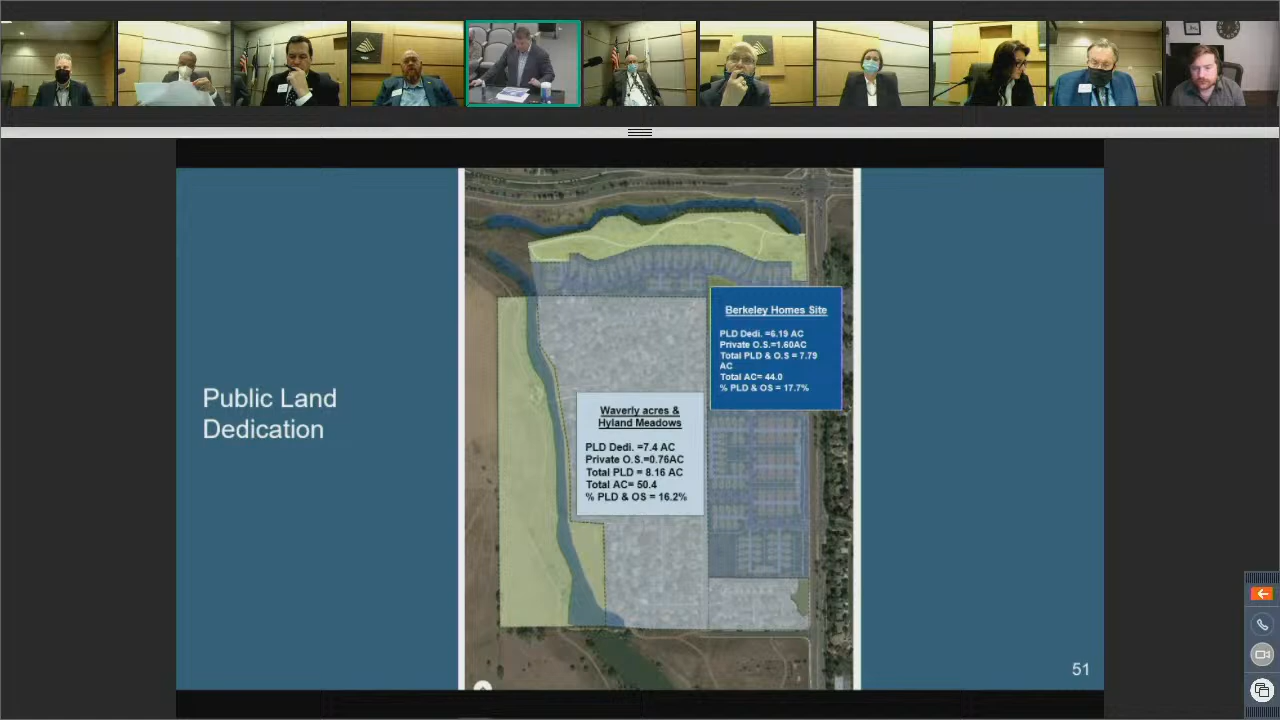 Public Land
Dedication
Berkeley Homes Site
PLD Dedi. =6.19 AC
Private O.S.=1.60AC
Total PLD & O.S = 7.79
AC
Total AC= 44.0
% PLD & OS = 17.7%
Waverly acres &
Hyland Meadows
PLD Dedi. =7.4 AC
Private O.S.=0.76AC
Total PLD = 8.16 AC
Total AC= 50.4
% PLD & OS = 16.2%
51